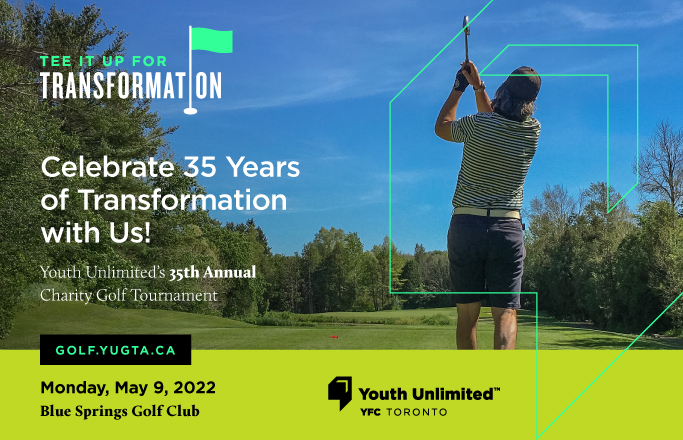 TEE IT UP FOR
TRANSFORMATION
Celebrate 35 Years
of Transformation
with Us!
Youth Unlimited's 35th Annual
Charity Golf Tournament
GOLF.YUGTA.CA
Monday, May 9, 2022
Blue Springs Golf Club
Youth Unlimited™
YFC TORONTO